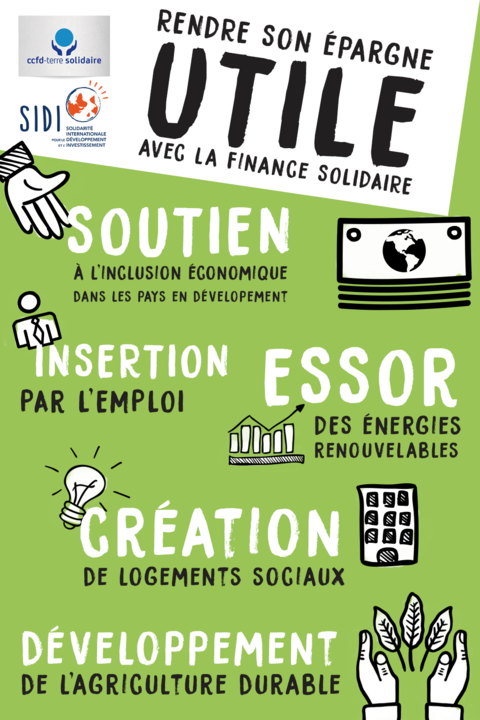 ccfd-terre solidaire
SIDI
SOLIDARITÉ
INTERNATIONALE
POUR LE DÉVELOPPEMENT
ET L'INVESTISSEMENT
RENDRE SON ÉPARGNE
UTILE
AVEC LA FINANCE SOLIDAIRE
SOUTIEN
À L'INCLUSION ÉCONOMIQUE
DANS LES PAYS EN DÉVELOPEMENT
INSERTION
PAR L'EMPLOI
ESSOR
DES ÉNERGIES
RENOUVELABLES
CRÉATION
DE LOGEMENTS SOCIAUX
DÉVELOPPEMENT
DE L'AGRICULTURE DURABLE